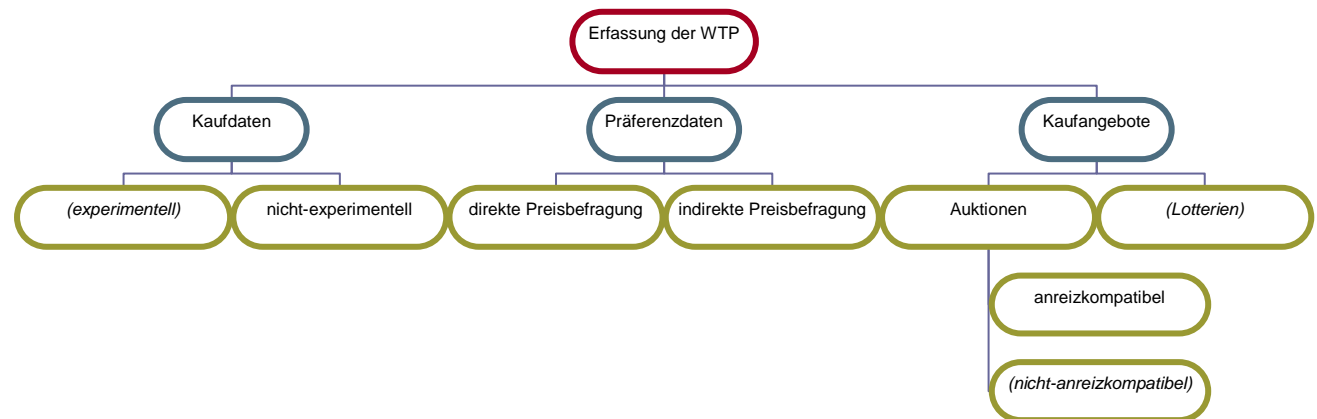 Erfassung der WTP
Kaufdaten
Präferenzdaten
Kaufangebote
(experimentell)
nicht-experimentell
direkte Preisbefragung
indirekte Preisbefragung
Auktionen
(Lotterien)
anreizkompatibel
(nicht-anreizkompatibel)